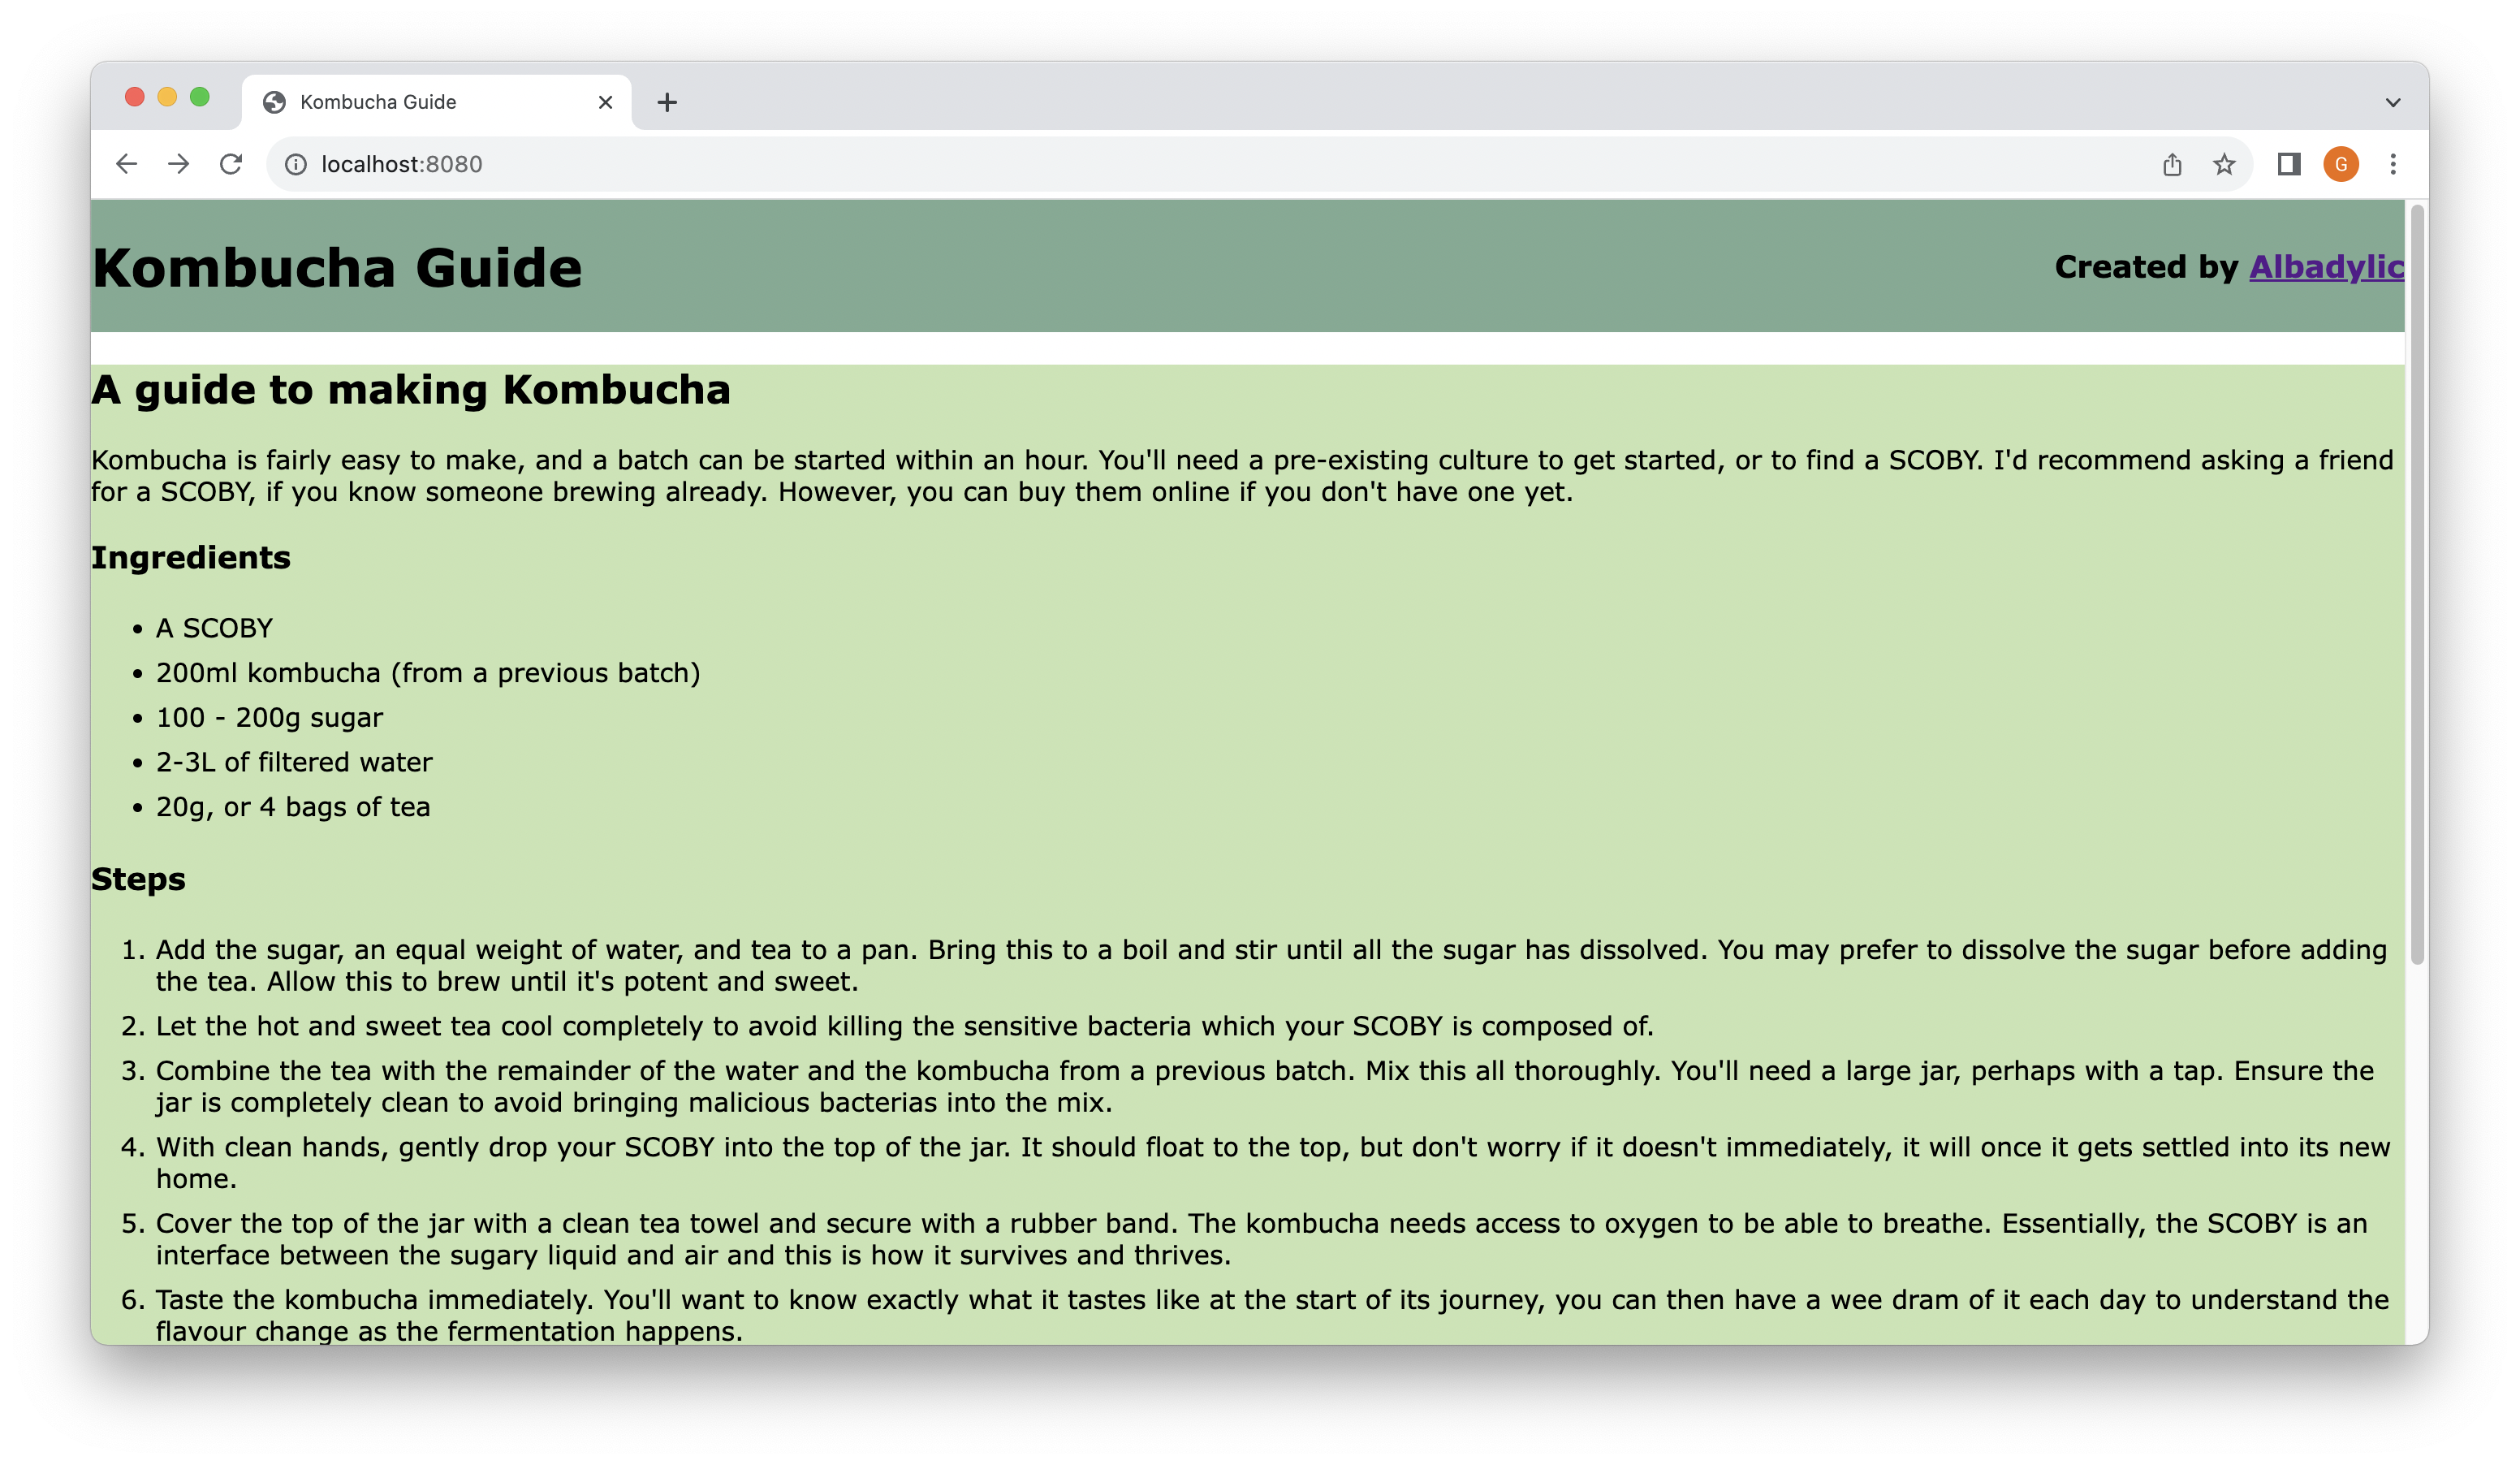 Kombucha Guide
localhost:8080
G
Kombucha Guide
Created by Albadylic
A guide to making Kombucha
Kombucha is fairly easy to make, and a batch can be started within an hour. You'll need a pre-existing culture to get started, or to find a SCOBY. I'd recommend asking a friend
for a SCOBY, if you know someone brewing already. However, you can buy them online if you don't have one yet.
Ingredients
• A SCOBY
• 200ml kombucha (from a previous batch)
• 100 - 200g sugar
• 2-3L of filtered water
• 20g, or 4 bags of tea
Steps
1. Add the sugar, an equal weight of water, and tea to a pan. Bring this to a boil and stir until all the sugar has dissolved. You may prefer to dissolve the sugar before adding
the tea. Allow this to brew until it's potent and sweet.
2. Let the hot and sweet tea cool completely to avoid killing the sensitive bacteria which your SCOBY is composed of.
3. Combine the tea with the remainder of the water and the kombucha from a previous batch. Mix this all thoroughly. You'll need a large jar, perhaps with a tap. Ensure the
jar is completely clean to avoid bringing malicious bacterias into the mix.
4. With clean hands, gently drop your SCOBY into the top of the jar. It should float to the top, but don't worry if it doesn't immediately, it will once it gets settled into its new
home.
5. Cover the top of the jar with a clean tea towel and secure with a rubber band. The kombucha needs access to oxygen to be able to breathe. Essentially, the SCOBY is an
interface between the sugary liquid and air and this is how it survives and thrives.
6. Taste the kombucha immediately. You'll want to know exactly what it tastes like at the start of its journey, you can then have a wee dram of it each day to understand the
flavour change as the fermentation happens.